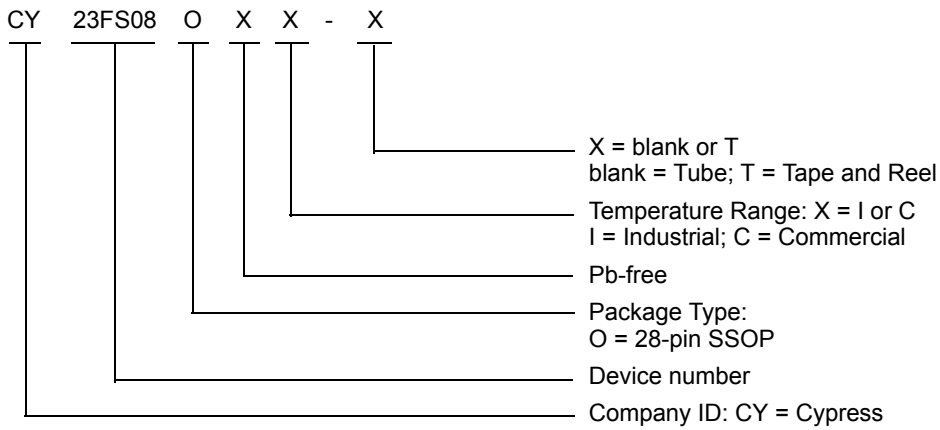 CY 23FS08 O X X - X
X = blank or T
blank = Tube; T = Tape and Reel
Temperature Range: X = I or C
I = Industrial; C = Commercial
Pb-free
Package Type:
O = 28-pin SSOP
Device number
Company ID: CY = Cypress